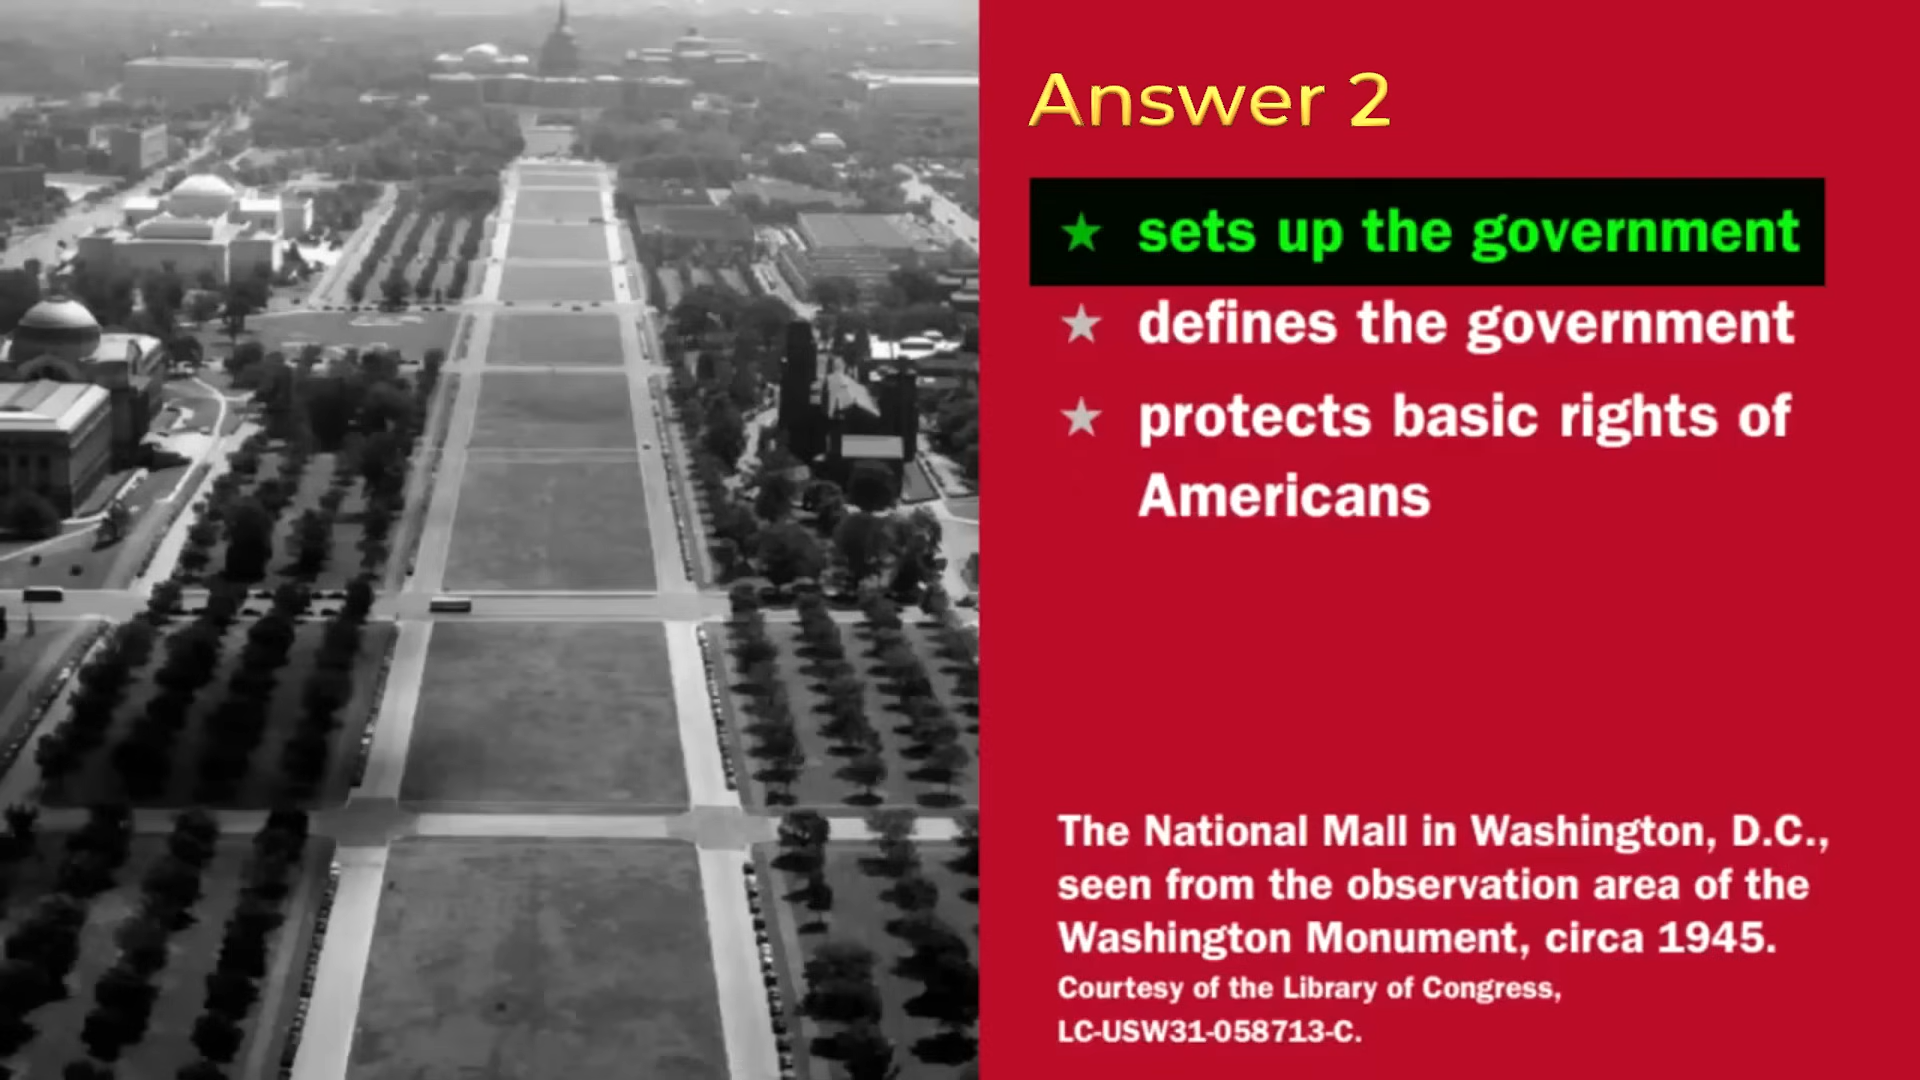 Answer 2
★ sets up the government
★ defines the government
★ protects basic rights of
Americans
The National Mall in Washington, D.C.,
seen from the observation area of the
Washington Monument, circa 1945.
Courtesy of the Library of Congress,
LC-USW31-058713-C.